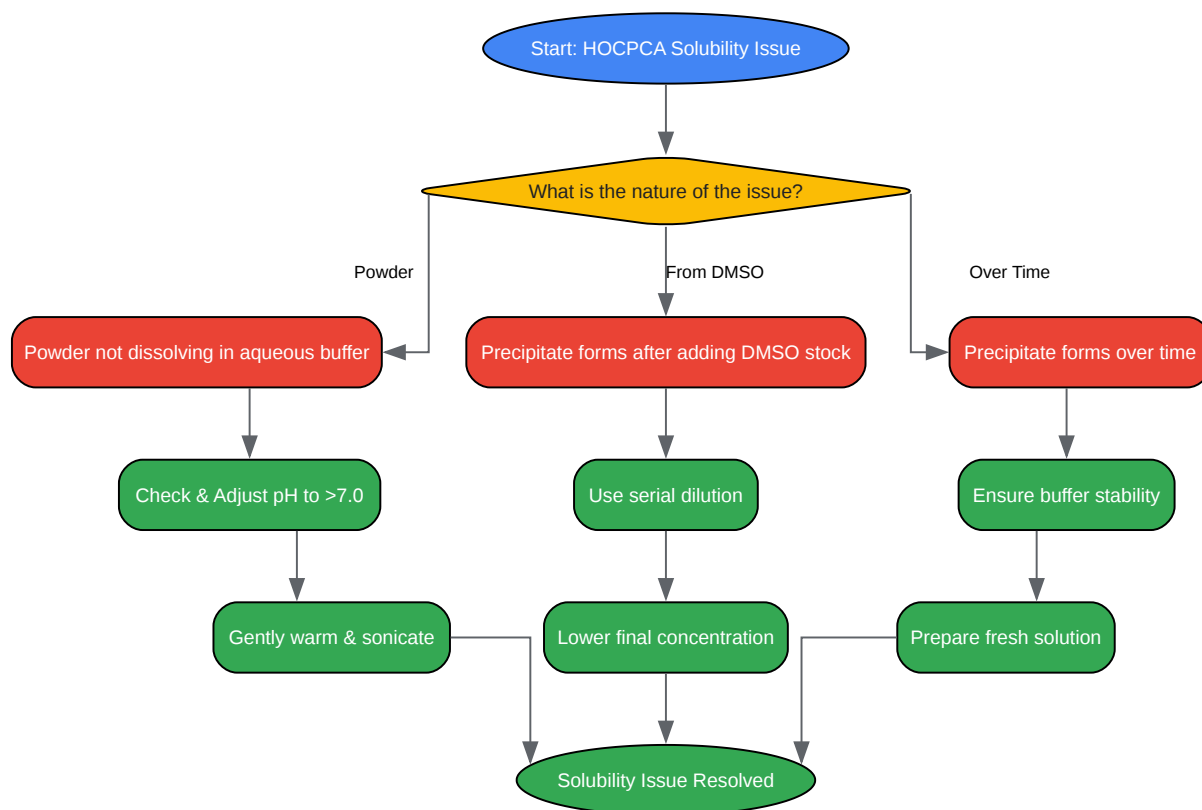 Start: HOCPCA Solubility Issue
What is the nature of the issue?
Powder
From DMSO
Over Time
Powder not dissolving in aqueous buffer
Precipitate forms after adding DMSO stock
Precipitate forms over time
Check & Adjust pH to >7.0
Use serial dilution
Ensure buffer stability
Gently warm & sonicate
Lower final concentration
Prepare fresh solution
Solubility Issue Resolved